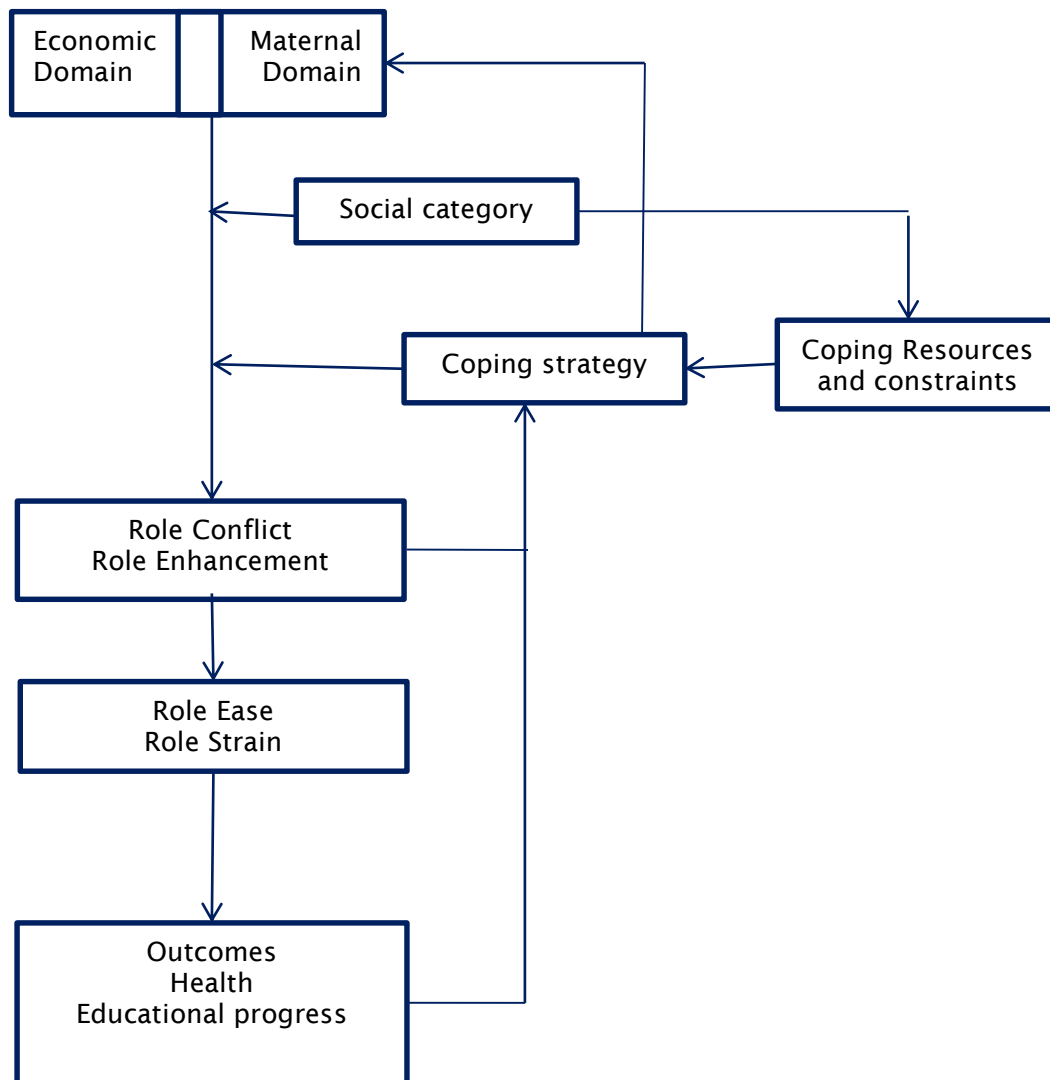 Economic
Domain
Maternal
Domain
Social category
Coping strategy
Coping Resources
and constraints
Role Conflict
Role Enhancement
Role Ease
Role Strain
Outcomes
Health
Educational progress